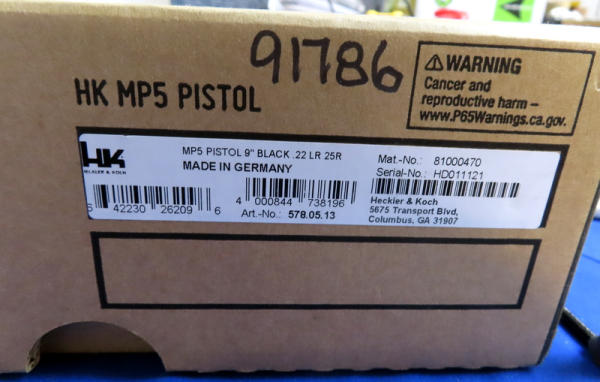 91786
HK MP5 PISTOL
⚠WARNING
Cancer and
reproductive harm –
www.P65Warnings.ca.gov.
HK
HECKLER & KOCH
MP5 PISTOL 9" BLACK .22 LR 25R
MADE IN GERMANY
Mat.-No.: 81000470
Serial-No.: HD011121
6 42230 26209 6
4 000844 738196
Art.-No.: 578.05.13
Heckler & Koch
5675 Transport Blvd,
Columbus, GA 31907